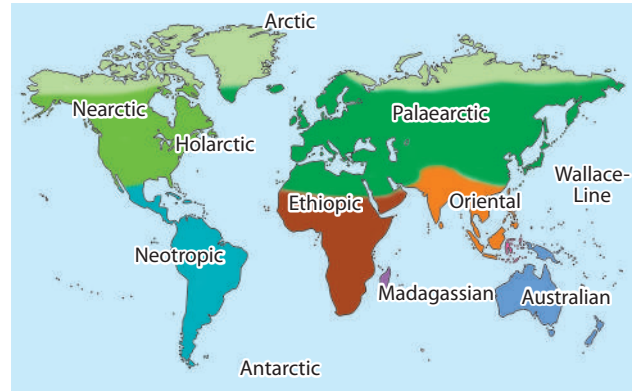 Arctic
Nearctic
Palaearctic
Holarctic
Wallace-
Line
Ethiopic
Oriental
Neotropic
Madagassian
Australian
Antarctic